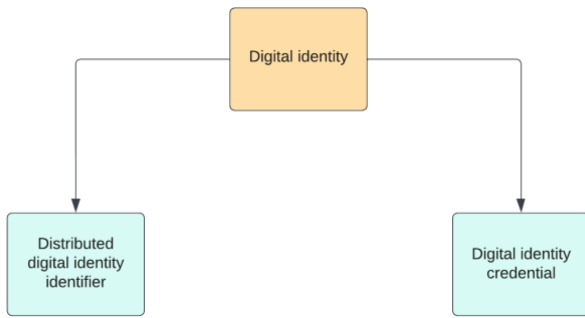 Digital identity
Distributed
digital identity
identifier
Digital identity
credential